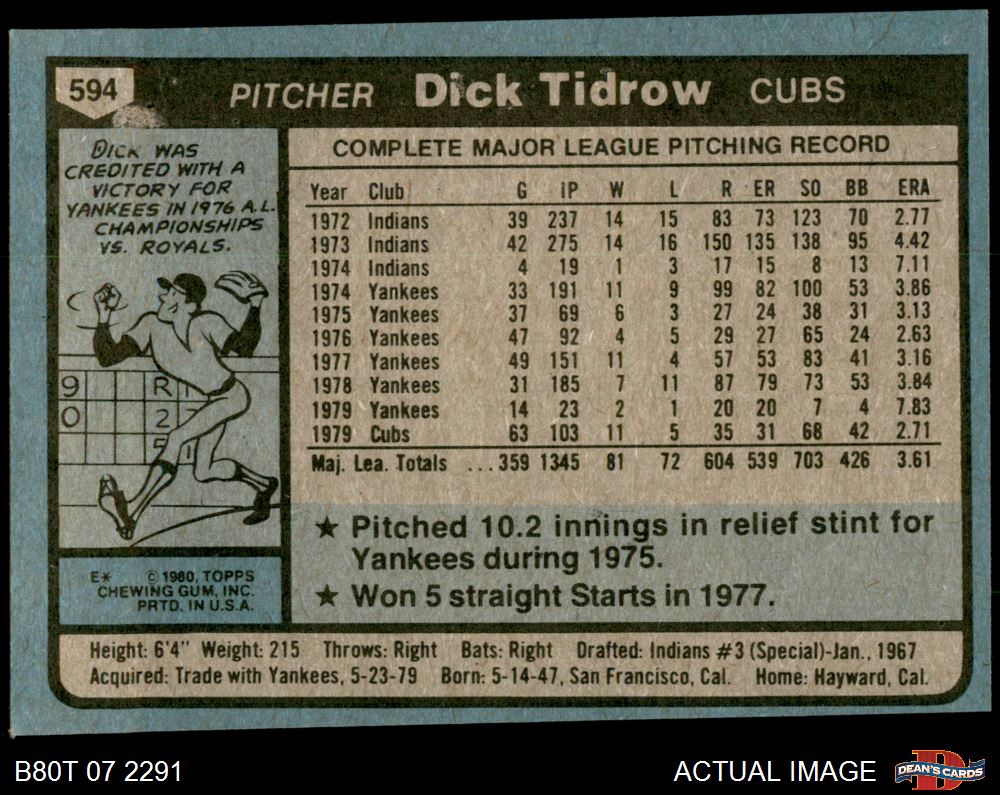 594 PITCHER Dick Tidrow CUBS
DICK WAS
CREDITED WITH A
VICTORY FOR
YANKEES IN 1976 A.L.
CHAMPIONSHIPS
VS. ROYALS.
9 R
0 2
5 1
E* © 1980, TOPPS
CHEWING GUM, INC.
PRTD. IN U.S.A.
COMPLETE MAJOR LEAGUE PITCHING RECORD
Year Club G IP W L R ER SO BB ERA
1972 Indians 39 237 14 15 83 73 123 70 2.77
1973 Indians 42 275 14 16 150 135 138 95 4.42
1974 Indians 4 19 1 3 17 15 8 13 7.11
1974 Yankees 33 191 11 9 99 82 100 53 3.86
1975 Yankees 37 69 6 3 27 24 38 31 3.13
1976 Yankees 47 92 4 5 29 27 65 24 2.63
1977 Yankees 49 151 11 4 57 53 83 41 3.16
1978 Yankees 31 185 7 11 87 79 73 53 3.84
1979 Yankees 14 23 2 1 20 20 7 4 7.83
1979 Cubs 63 103 11 5 35 31 68 42 2.71
Maj. Lea. Totals ...359 1345 81 72 604 539 703 426 3.61
★ Pitched 10.2 innings in relief stint for
Yankees during 1975.
★ Won 5 straight Starts in 1977.
Height: 6'4" Weight: 215 Throws: Right Bats: Right Drafted: Indians #3 (Special)-Jan., 1967
Acquired: Trade with Yankees, 5-23-79 Born: 5-14-47, San Francisco, Cal. Home: Hayward, Cal.
B80T 07 2291
ACTUAL IMAGE
D
DEAN'S CARDS